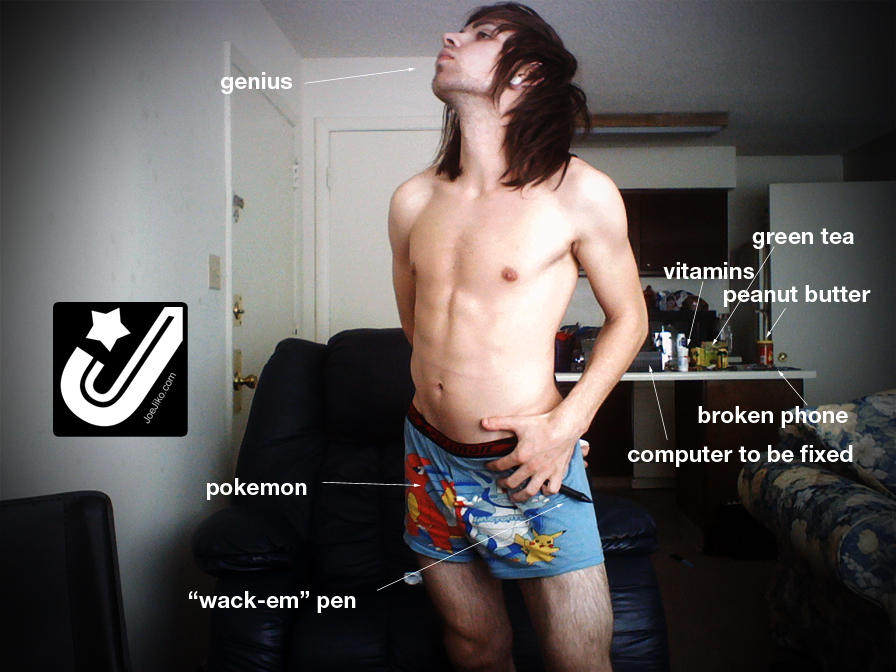 genius
green tea
vitamins
peanut butter
JoeJiko.com
broken phone
computer to be fixed
pokemon
“wack-em” pen